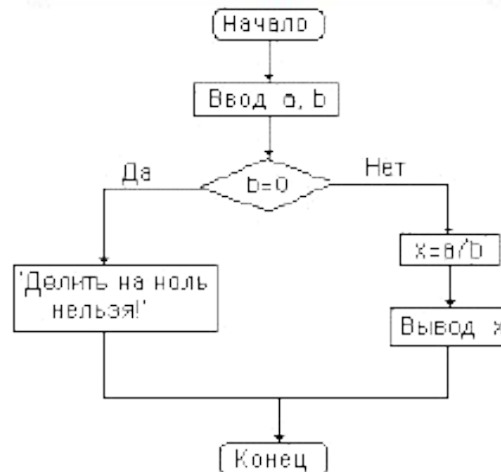 Начало
Ввод a, b
Да
b=0
Нет
x=a/b
'Делить на ноль
нельзя!'
Вывод x
Конец